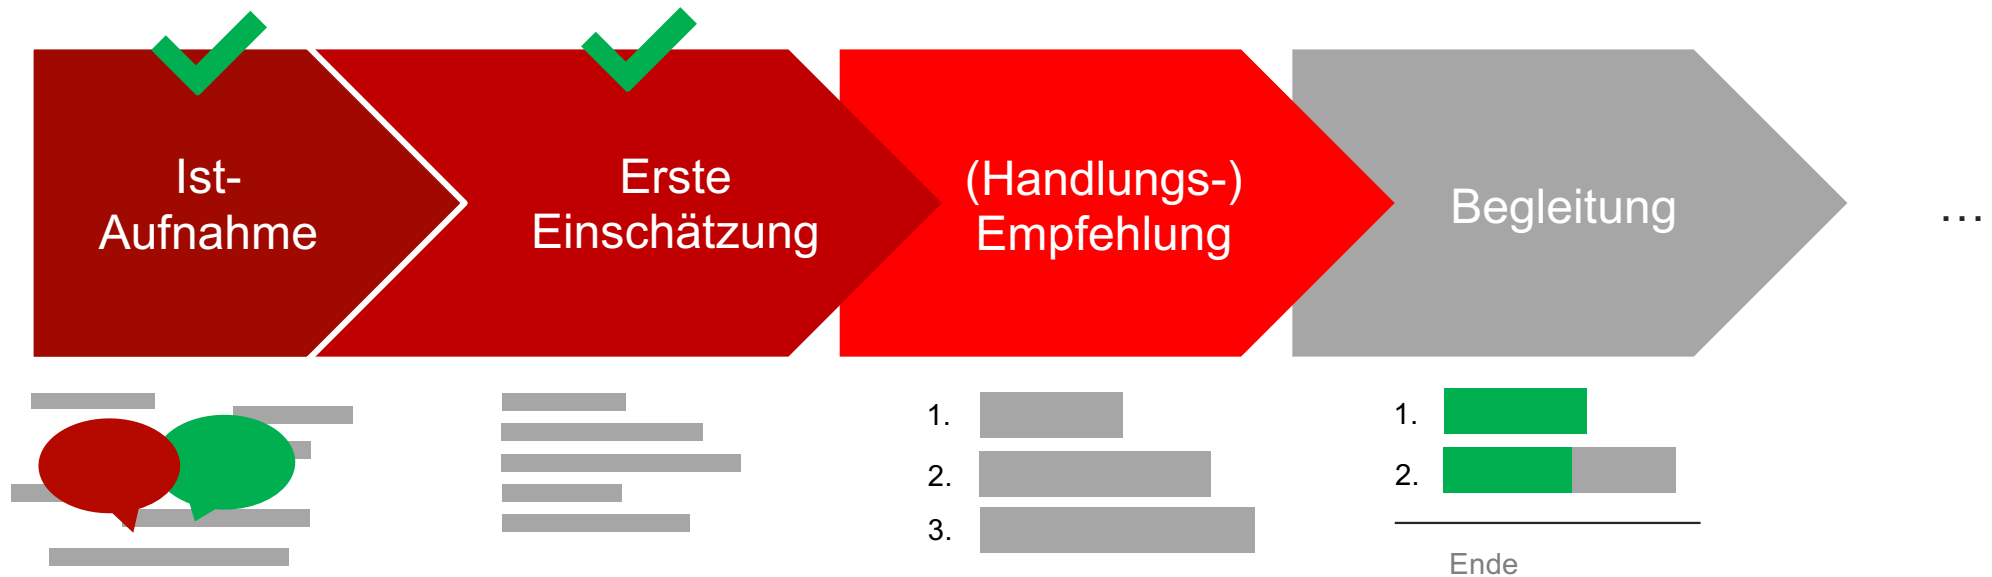 Ist-
Aufnahme
Erste
Einschätzung
(Handlungs-)
Empfehlung
Begleitung
...
1.
2.
3.
1.
2.
Ende